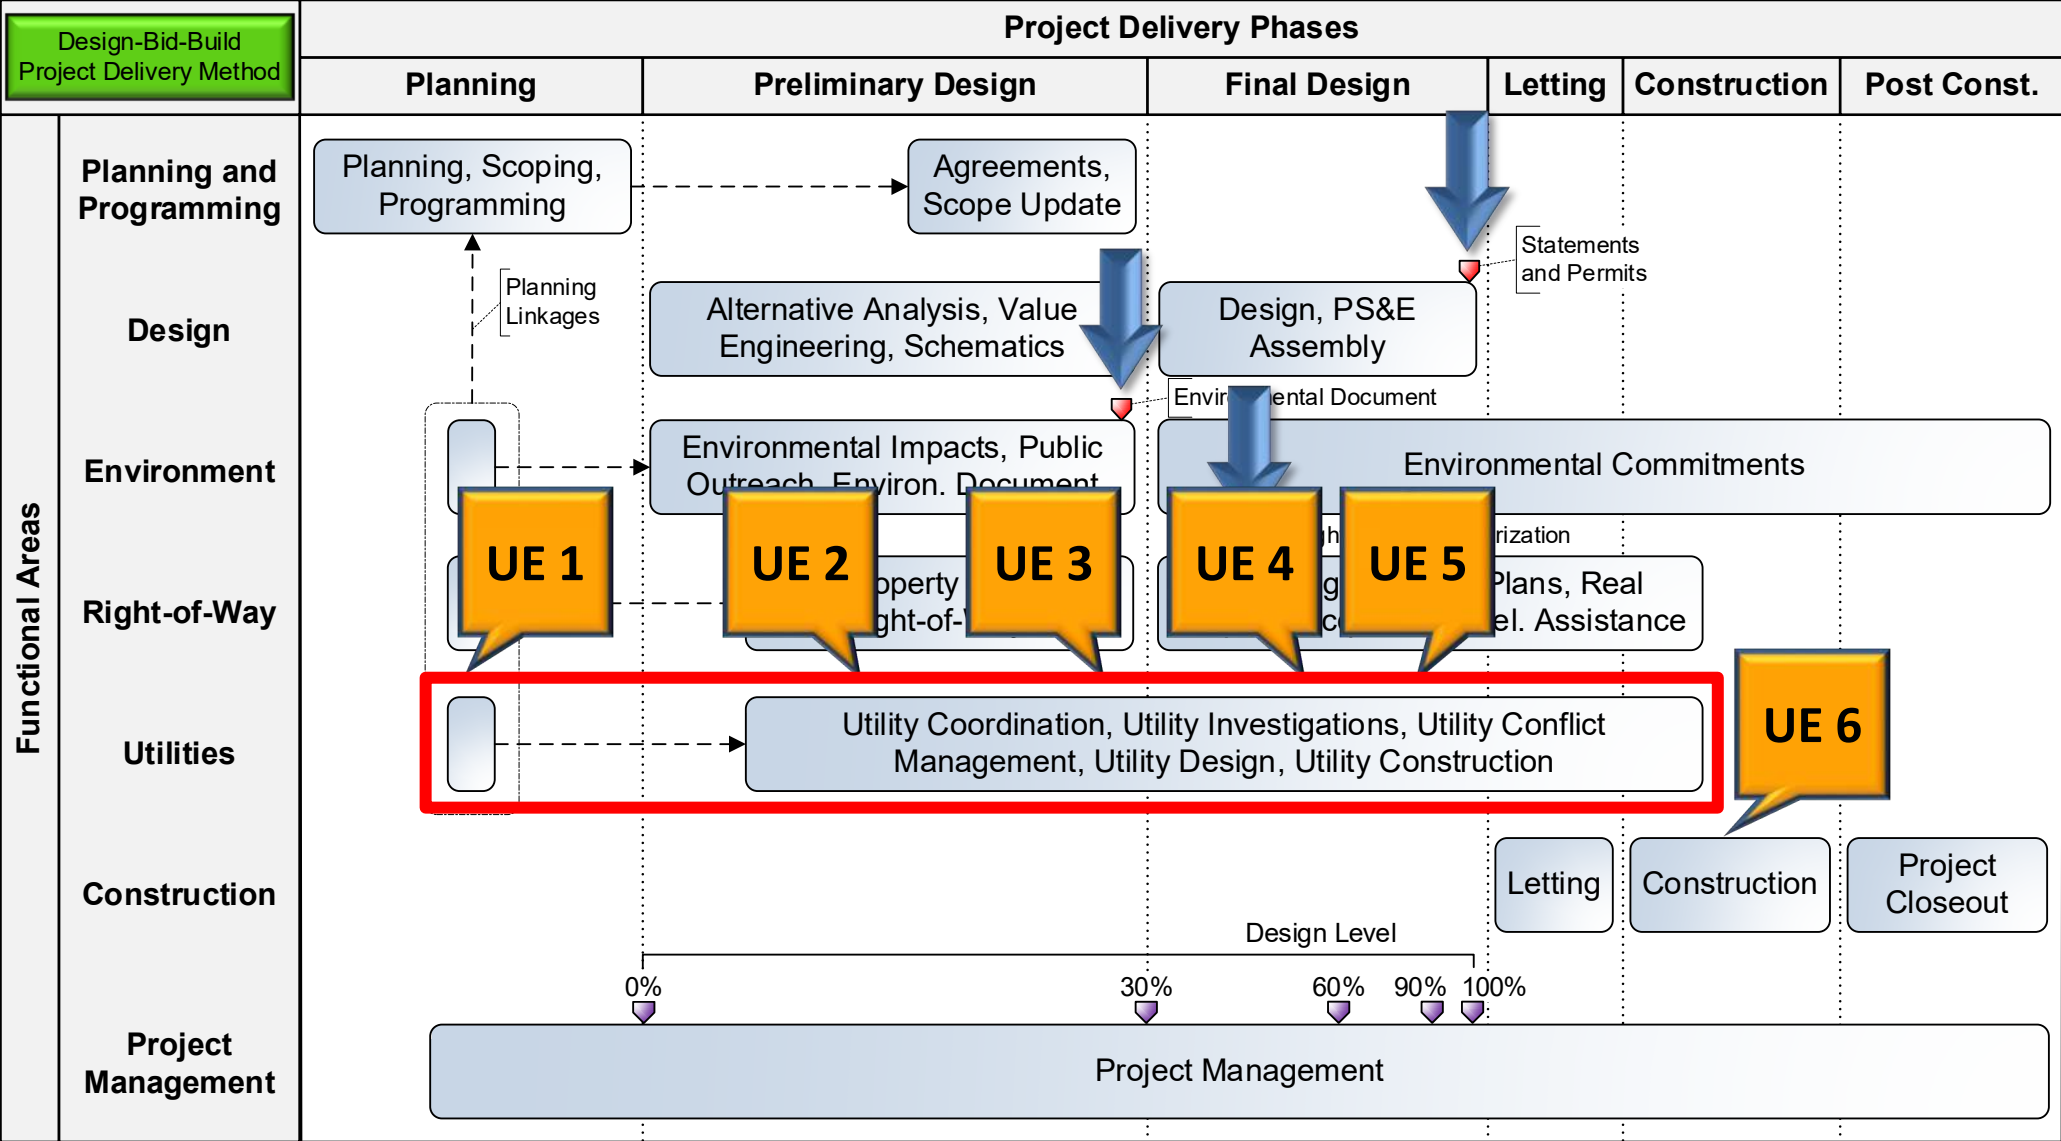 Design-Bid-Build
Project Delivery Method
Project Delivery Phases
Planning
Preliminary Design
Final Design
Letting
Construction
Post Const.
Functional Areas
Planning and
Programming
Planning, Scoping,
Programming
Agreements,
Scope Update
Statements
and Permits
Planning
Linkages
Design
Alternative Analysis, Value
Engineering, Schematics
Design, PS&E
Assembly
Document
Environment
Environmental Impacts, Public
Outreach, Environ. Document
Environmental Commitments
UE 1
UE 2
UE 3
UE 4
UE 5
Right-of-Way
Plans, Real
Assistance
UE 6
Utilities
Utility Coordination, Utility Investigations, Utility Conflict
Management, Utility Design, Utility Construction
Construction
Letting
Construction
Project
Closeout
Design Level
0%
30%
60%
90%
100%
Project
Management
Project Management